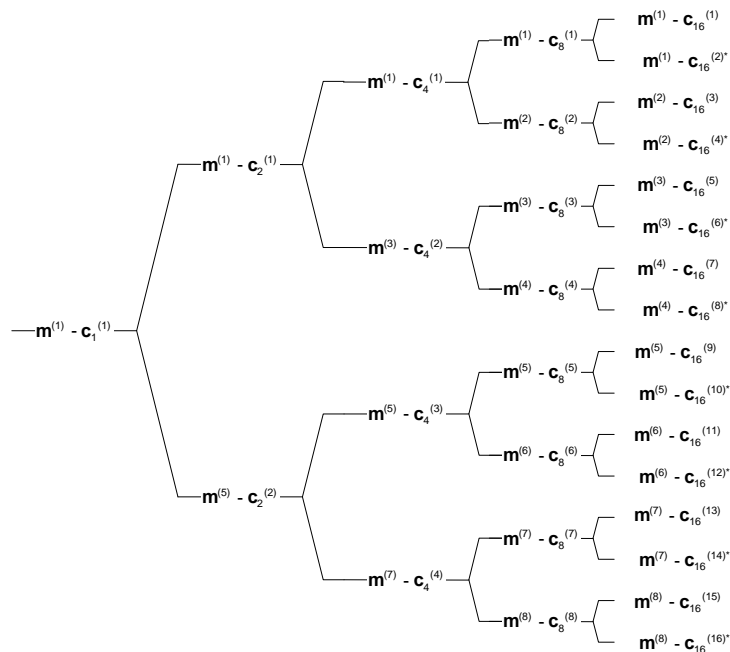 m(1) - c16(1)
m(1) - c8(1)
m(1) - c16(2)*
m(1) - c4(1)
m(2) - c16(3)
m(2) - c8(2)
m(2) - c16(4)*
m(1) - c2(1)
m(3) - c16(5)
m(3) - c8(3)
m(3) - c16(6)*
m(3) - c4(2)
m(4) - c16(7)
m(4) - c8(4)
m(4) - c16(8)*
m(1) - c1(1)
m(5) - c16(9)
m(5) - c8(5)
m(5) - c16(10)*
m(5) - c4(3)
m(6) - c16(11)
m(6) - c8(6)
m(6) - c16(12)*
m(5) - c2(2)
m(7) - c16(13)
m(7) - c8(7)
m(7) - c16(14)*
m(7) - c4(4)
m(8) - c16(15)
m(8) - c8(8)
m(8) - c16(16)*